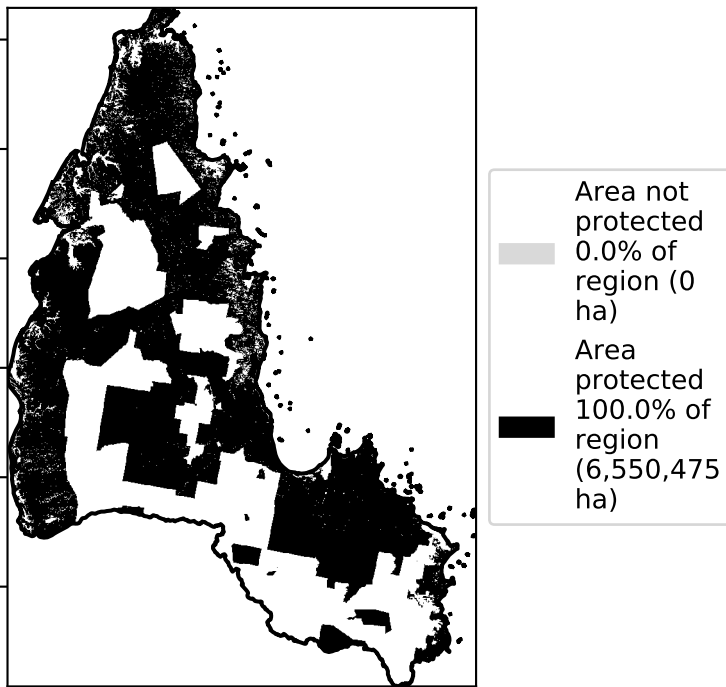 Area not
protected
0.0% of
region (0
ha)
Area
protected
100.0% of
region
(6,550,475
ha)